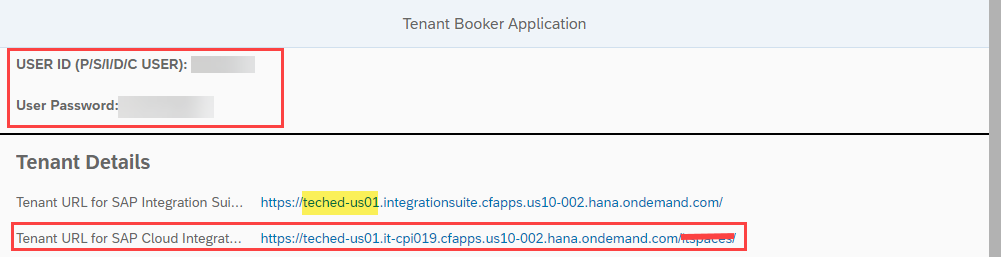 Tenant Booker Application
USER ID (P/S/I/D/C USER):
User Password:
Tenant Details
Tenant URL for SAP Integration Sui... https://teched-us01.integrationsuite.cfapps.us10-002.hana.ondemand.com/
Tenant URL for SAP Cloud Integrat... https://teched-us01.it-cpi019.cfapps.us10-002.hana.ondemand.com/itspaces/